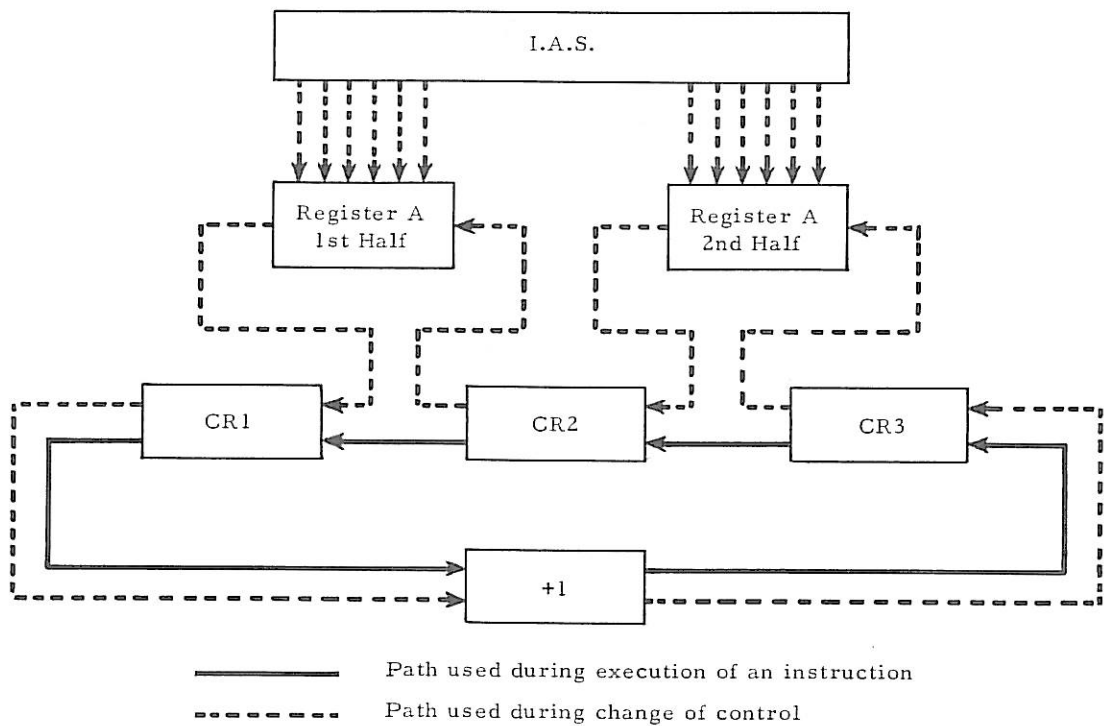 I.A.S.
Register A
1st Half
Register A
2nd Half
CR1
CR2
CR3
+1
Path used during execution of an instruction
Path used during change of control